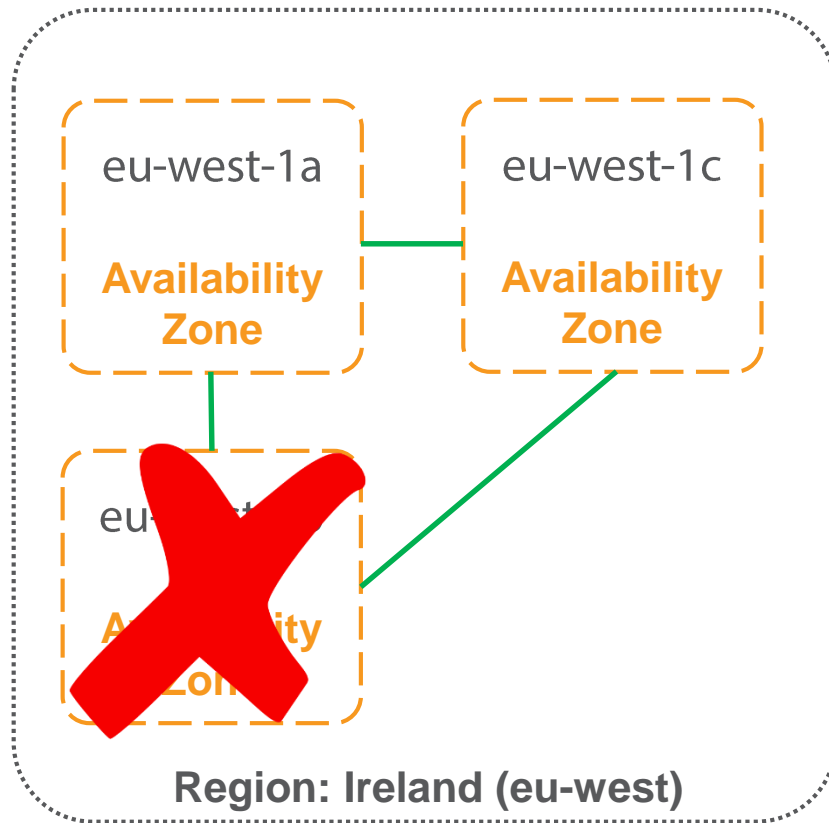 eu-west-1a
eu-west-1c
Availability
Zone
Availability
Zone
Region: Ireland (eu-west)